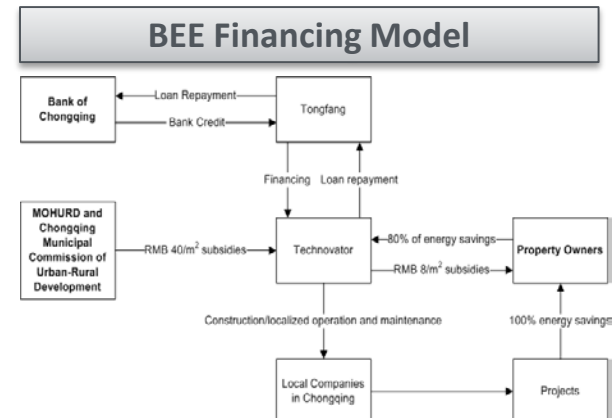 BEE Financing Model
Bank of
Chongqing
Loan Repayment
Bank Credit
Tongfang
Financing
Loan repayment
MOHURD and
Chongqing
Municipal
Commission of
Urban-Rural
Development
RMB 40/m² subsidies
Technovator
80% of energy savings
RMB 8/m² subsidies
Property Owners
Construction/localized operation and maintenance
100% energy savings
Local Companies
in Chongqing
Projects